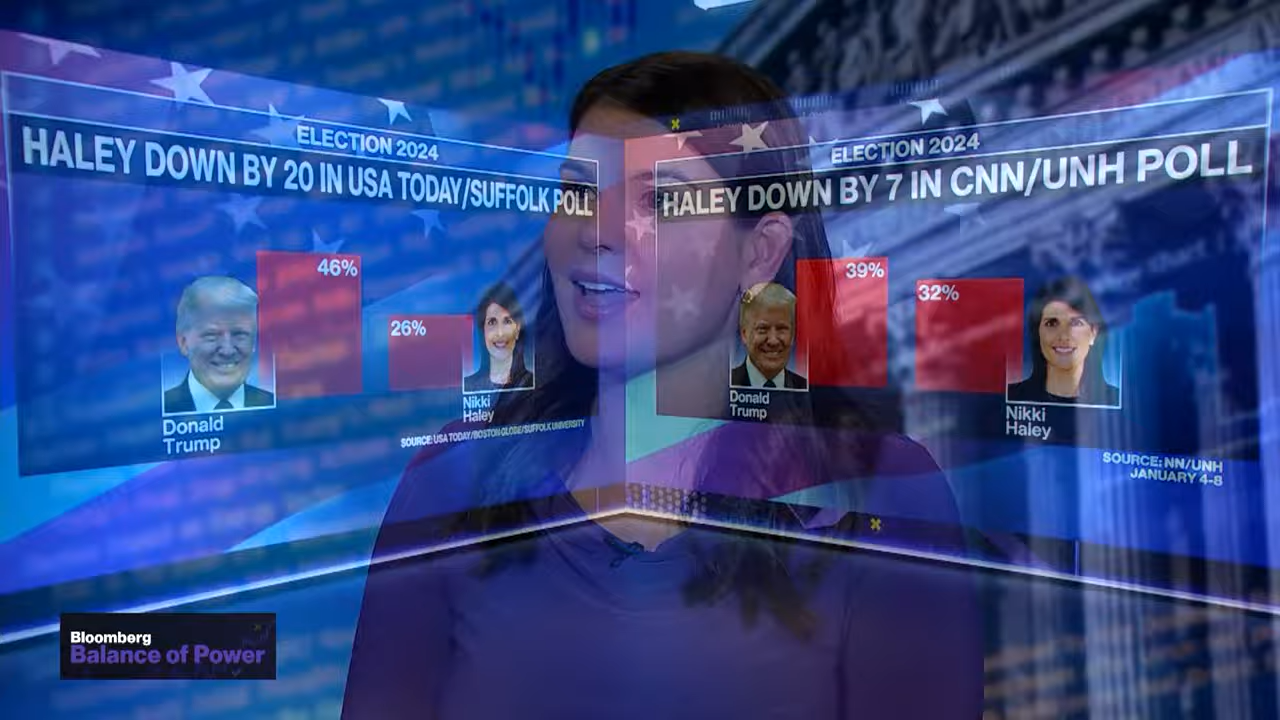 ELECTION 2024
HALEY DOWN BY 20 IN USA TODAY/SUFFOLK POLL
46%
26%
Donald
Trump
Nikki
Haley
SOURCE: USA TODAY/BOSTON GLOBE/SUFFOLK UNIVERSITY
ELECTION 2024
HALEY DOWN BY 7 IN CNN/UNH POLL
39%
32%
Donald
Trump
Nikki
Haley
SOURCE: NN/UNH
JANUARY 4-8
Bloomberg
Balance of Power